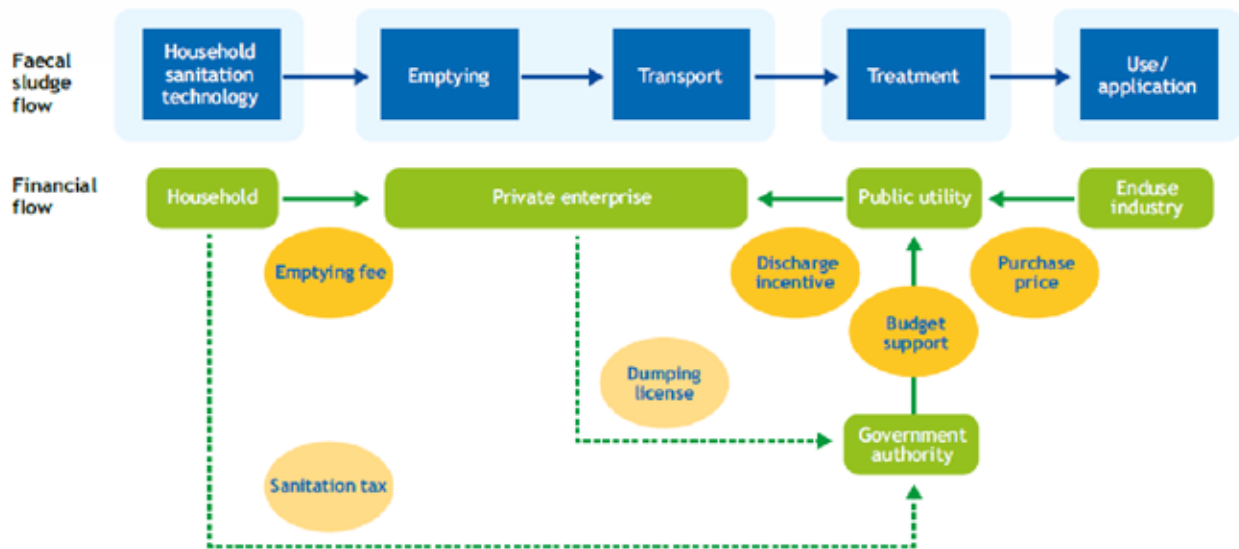 Faecal
sludge
flow
Household
sanitation
technology
Emptying
Transport
Treatment
Use/
application
Financial
flow
Household
Private enterprise
Public utility
Enduse
industry
Emptying fee
Discharge
incentive
Purchase
price
Budget
support
Dumping
license
Government
authority
Sanitation tax